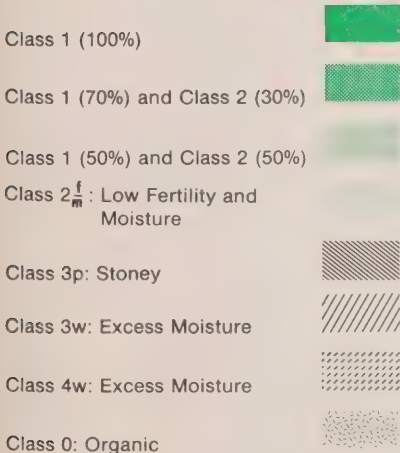 Class 1 (100%)
Class 1 (70%) and Class 2 (30%)
Class 1 (50%) and Class 2 (50%)
Class 2 f/m : Low Fertility and
Moisture
Class 3p: Stoney
Class 3w: Excess Moisture
Class 4w: Excess Moisture
Class 0: Organic